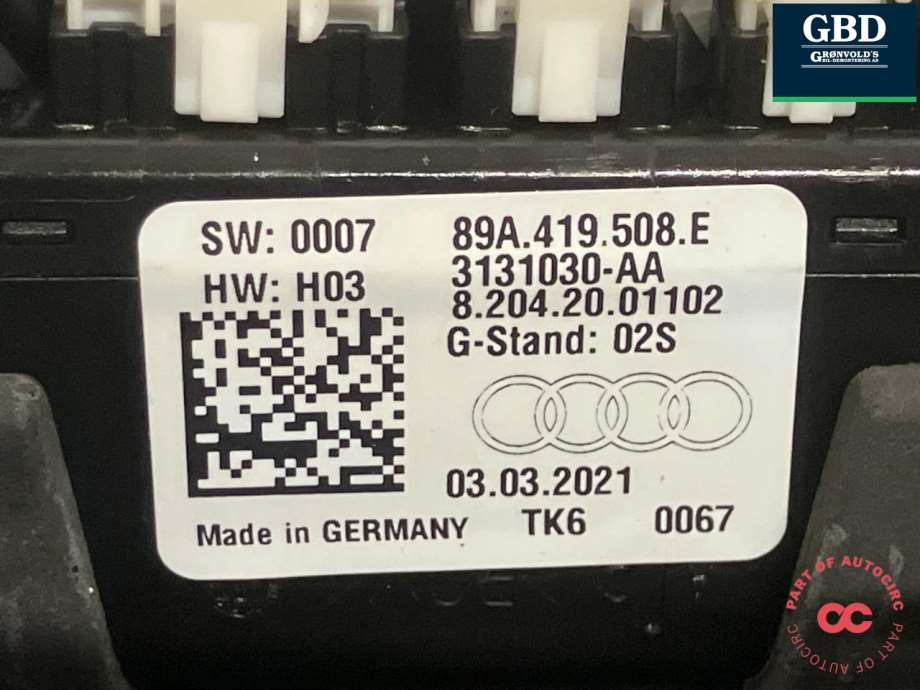 GBD
GRØNVOLD'S
BIL-DEMONTERING AS
SW: 0007
HW: H03
89A.419.508.E
3131030-AA
8.204.20.01102
G-Stand: 02S
03.03.2021
Made in GERMANY
TK6
0067
PART OF AUTOCIRC
PART OF AUTOCIRC